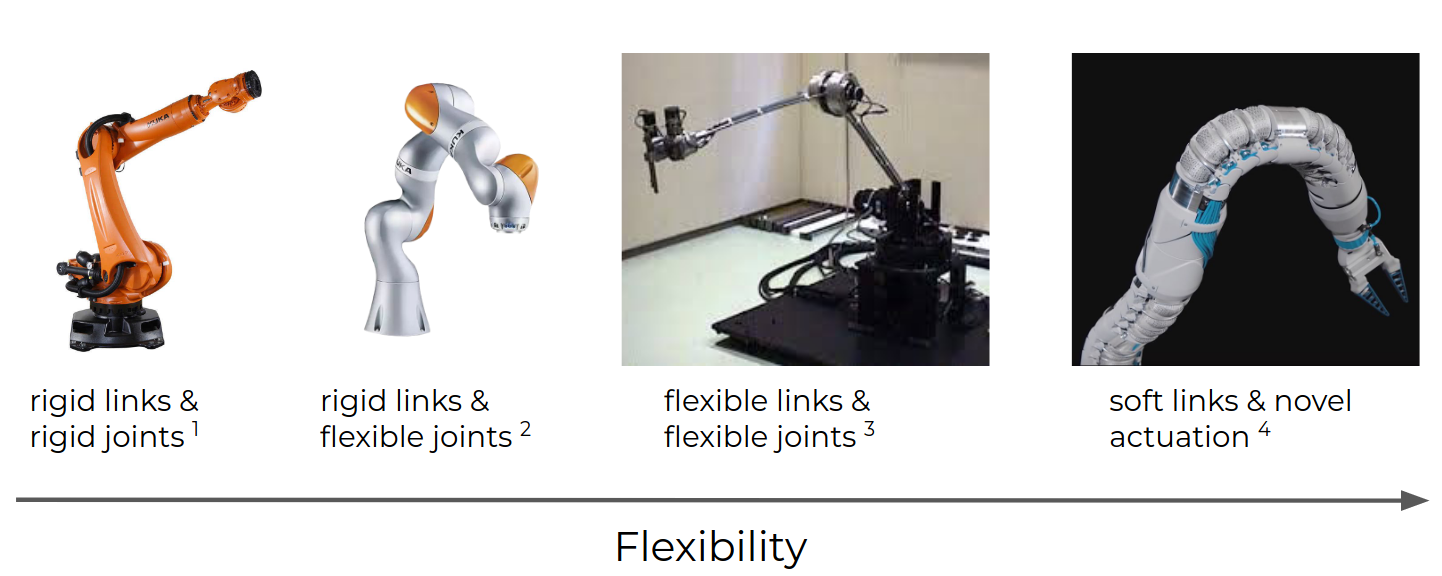 KUKA
KUKA
rigid links &
rigid joints 1
rigid links &
flexible joints 2
flexible links &
flexible joints 3
soft links & novel
actuation 4
Flexibility